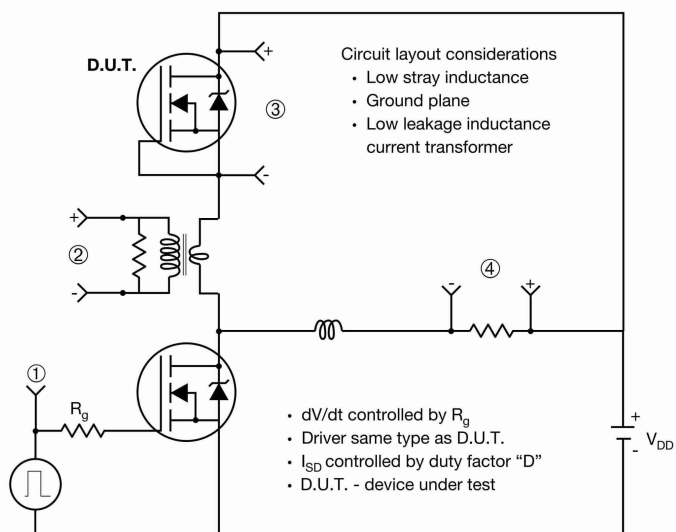 D.U.T.
+
③
-
Circuit layout considerations
• Low stray inductance
• Ground plane
• Low leakage inductance
current transformer
+
②
-
④
- +
①
Rg
• dV/dt controlled by Rg
• Driver same type as D.U.T.
• ISD controlled by duty factor “D”
• D.U.T. - device under test
+
VDD
-